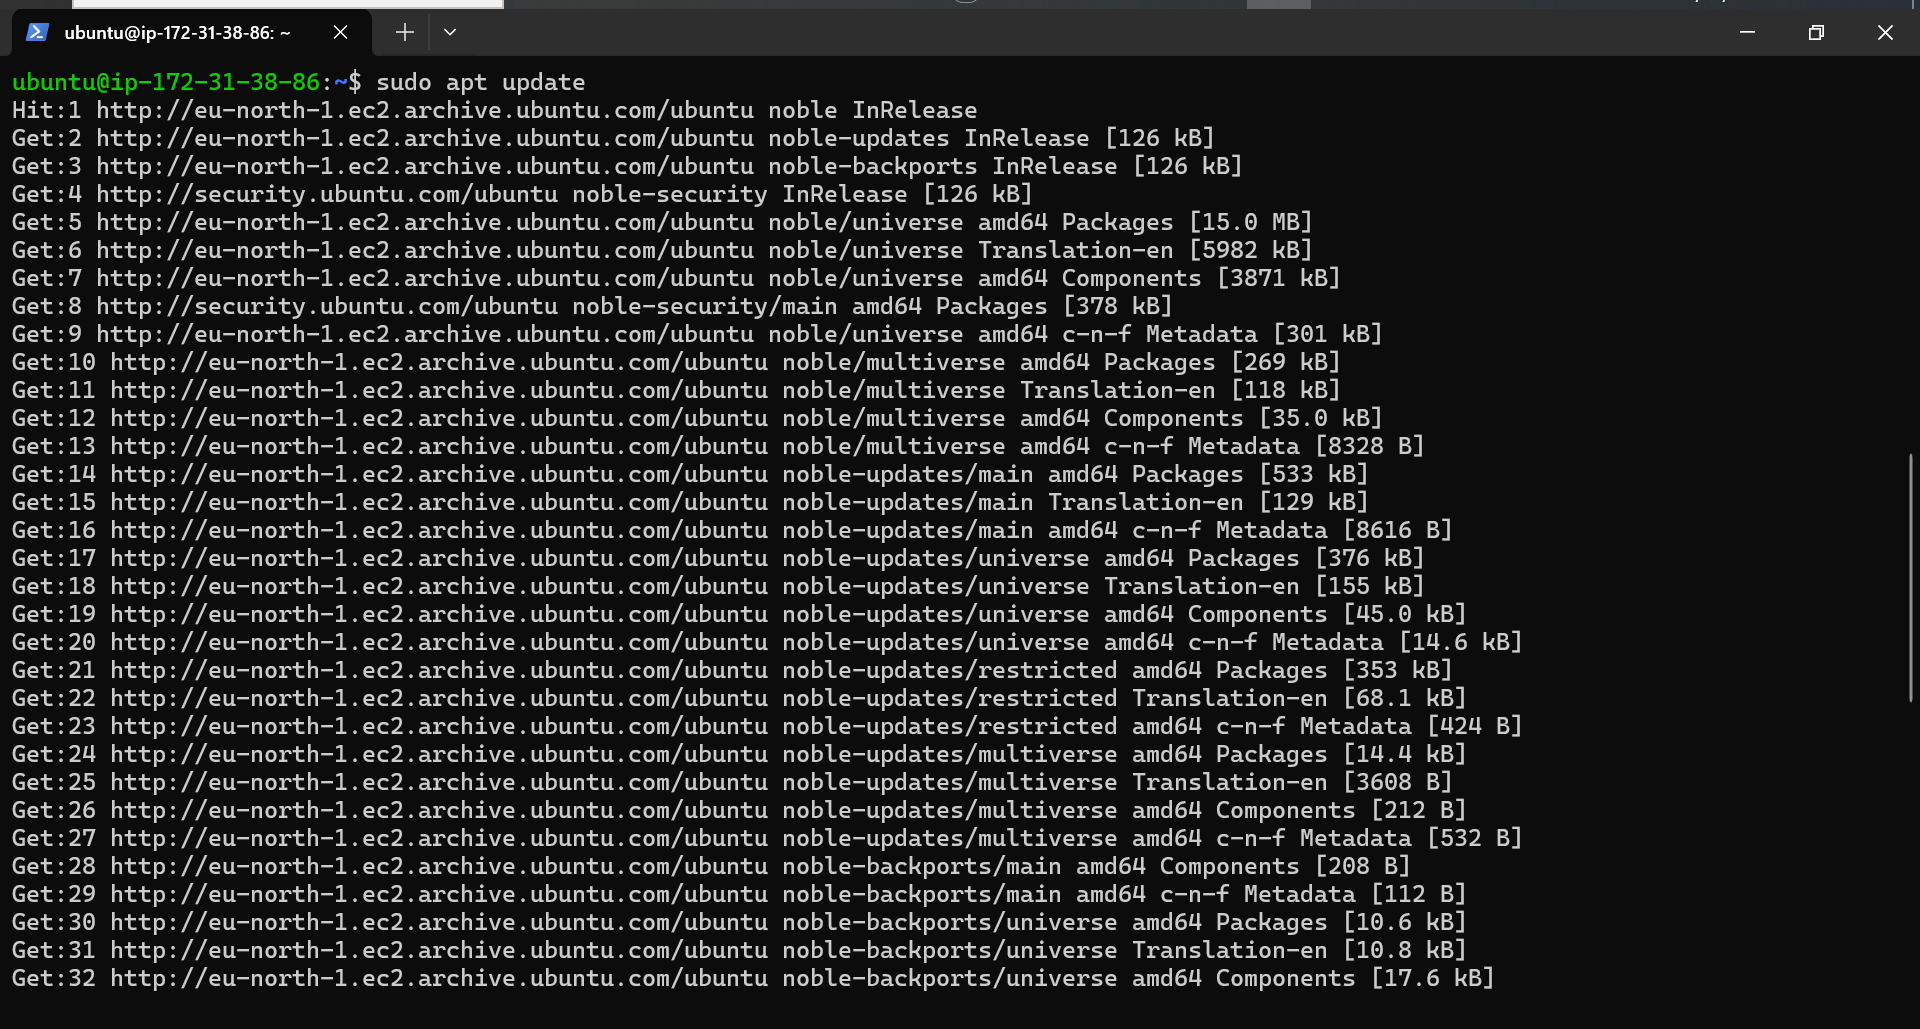 ubuntu@ip-172-31-38-86: ~
ubuntu@ip-172-31-38-86:~$ sudo apt update
Hit:1 http://eu-north-1.ec2.archive.ubuntu.com/ubuntu noble InRelease
Get:2 http://eu-north-1.ec2.archive.ubuntu.com/ubuntu noble-updates InRelease [126 kB]
Get:3 http://eu-north-1.ec2.archive.ubuntu.com/ubuntu noble-backports InRelease [126 kB]
Get:4 http://security.ubuntu.com/ubuntu noble-security InRelease [126 kB]
Get:5 http://eu-north-1.ec2.archive.ubuntu.com/ubuntu noble/universe amd64 Packages [15.0 MB]
Get:6 http://eu-north-1.ec2.archive.ubuntu.com/ubuntu noble/universe Translation-en [5982 kB]
Get:7 http://eu-north-1.ec2.archive.ubuntu.com/ubuntu noble/universe amd64 Components [3871 kB]
Get:8 http://security.ubuntu.com/ubuntu noble-security/main amd64 Packages [378 kB]
Get:9 http://eu-north-1.ec2.archive.ubuntu.com/ubuntu noble/universe amd64 c-n-f Metadata [301 kB]
Get:10 http://eu-north-1.ec2.archive.ubuntu.com/ubuntu noble/multiverse amd64 Packages [269 kB]
Get:11 http://eu-north-1.ec2.archive.ubuntu.com/ubuntu noble/multiverse Translation-en [118 kB]
Get:12 http://eu-north-1.ec2.archive.ubuntu.com/ubuntu noble/multiverse amd64 Components [35.0 kB]
Get:13 http://eu-north-1.ec2.archive.ubuntu.com/ubuntu noble/multiverse amd64 c-n-f Metadata [8328 B]
Get:14 http://eu-north-1.ec2.archive.ubuntu.com/ubuntu noble-updates/main amd64 Packages [533 kB]
Get:15 http://eu-north-1.ec2.archive.ubuntu.com/ubuntu noble-updates/main Translation-en [129 kB]
Get:16 http://eu-north-1.ec2.archive.ubuntu.com/ubuntu noble-updates/main amd64 c-n-f Metadata [8616 B]
Get:17 http://eu-north-1.ec2.archive.ubuntu.com/ubuntu noble-updates/universe amd64 Packages [376 kB]
Get:18 http://eu-north-1.ec2.archive.ubuntu.com/ubuntu noble-updates/universe Translation-en [155 kB]
Get:19 http://eu-north-1.ec2.archive.ubuntu.com/ubuntu noble-updates/universe amd64 Components [45.0 kB]
Get:20 http://eu-north-1.ec2.archive.ubuntu.com/ubuntu noble-updates/universe amd64 c-n-f Metadata [14.6 kB]
Get:21 http://eu-north-1.ec2.archive.ubuntu.com/ubuntu noble-updates/restricted amd64 Packages [353 kB]
Get:22 http://eu-north-1.ec2.archive.ubuntu.com/ubuntu noble-updates/restricted Translation-en [68.1 kB]
Get:23 http://eu-north-1.ec2.archive.ubuntu.com/ubuntu noble-updates/restricted amd64 c-n-f Metadata [424 B]
Get:24 http://eu-north-1.ec2.archive.ubuntu.com/ubuntu noble-updates/multiverse amd64 Packages [14.4 kB]
Get:25 http://eu-north-1.ec2.archive.ubuntu.com/ubuntu noble-updates/multiverse Translation-en [3608 B]
Get:26 http://eu-north-1.ec2.archive.ubuntu.com/ubuntu noble-updates/multiverse amd64 Components [212 B]
Get:27 http://eu-north-1.ec2.archive.ubuntu.com/ubuntu noble-updates/multiverse amd64 c-n-f Metadata [532 B]
Get:28 http://eu-north-1.ec2.archive.ubuntu.com/ubuntu noble-backports/main amd64 Components [208 B]
Get:29 http://eu-north-1.ec2.archive.ubuntu.com/ubuntu noble-backports/main amd64 c-n-f Metadata [112 B]
Get:30 http://eu-north-1.ec2.archive.ubuntu.com/ubuntu noble-backports/universe amd64 Packages [10.6 kB]
Get:31 http://eu-north-1.ec2.archive.ubuntu.com/ubuntu noble-backports/universe Translation-en [10.8 kB]
Get:32 http://eu-north-1.ec2.archive.ubuntu.com/ubuntu noble-backports/universe amd64 Components [17.6 kB]